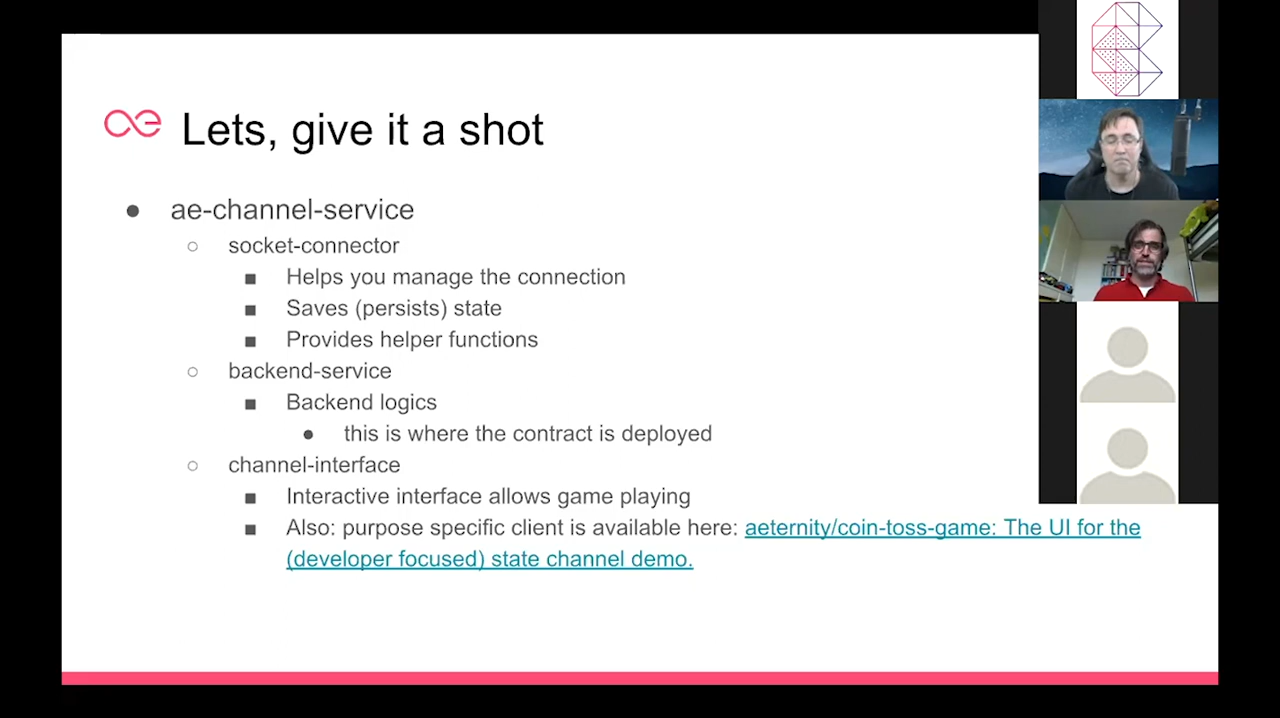 Lets, give it a shot
● ae-channel-service
○ socket-connector
■ Helps you manage the connection
■ Saves (persists) state
■ Provides helper functions
○ backend-service
■ Backend logics
● this is where the contract is deployed
○ channel-interface
■ Interactive interface allows game playing
■ Also: purpose specific client is available here: aeternity/coin-toss-game: The UI for the
(developer focused) state channel demo.